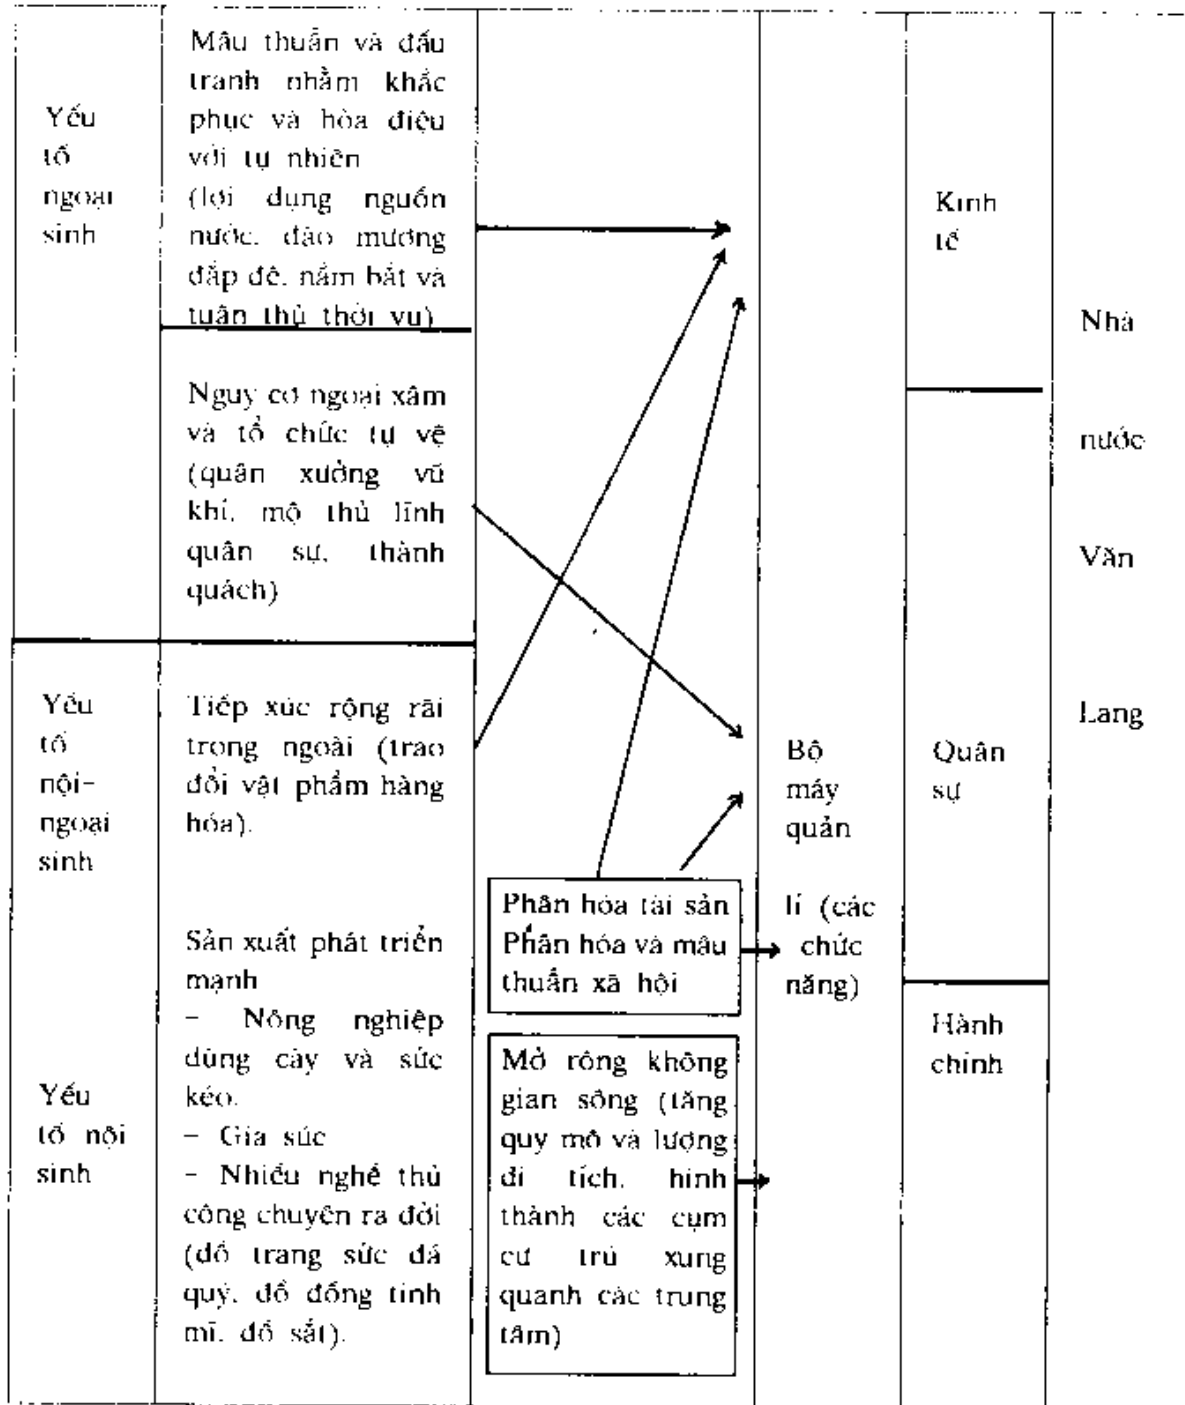 Yếu
tố
ngoại
sinh
Mâu thuẫn và đấu
tranh nhằm khắc
phục và hòa điệu
với tự nhiên
(lợi dụng nguồn
nước, đào mương
đắp đê, nắm bắt và
tuân thủ thời vụ)
Nguy cơ ngoại xâm
và tổ chức tự vệ
(quân xưởng vũ
khí, mộ thủ lĩnh
quân sự, thành
quách)
Yếu
tố
nội-
ngoại
sinh
Tiếp xúc rộng rãi
trong ngoài (trao
đổi vật phẩm hàng
hóa).
Yếu
tố nội
sinh
Sản xuất phát triển
mạnh
- Nông nghiệp
dùng cày và sức
kéo.
- Gia súc
- Nhiều nghề thủ
công chuyên ra đời
(đồ trang sức đá
quý, đồ đồng tinh
mĩ, đồ sắt).
Phân hóa tài sản
Phân hóa và mâu
thuẫn xã hội
Mở rộng không
gian sống (tăng
quy mô và lượng
di tích, hình
thành các cụm
cư trú xung
quanh các trung
tâm)
Bộ
máy
quản
lí (các
chức
năng)
Kinh
tế
Quân
sự
Hành
chính
Nhà
nước
Văn
Lang